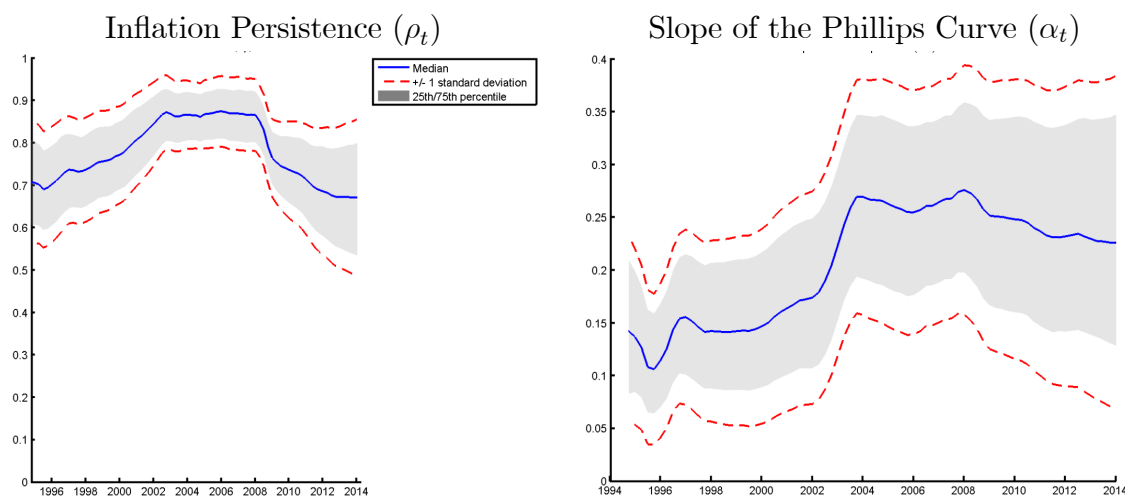 Inflation Persistence (ρt)
Slope of the Phillips Curve (αt)
Median
+/- 1 standard deviation
25th/75th percentile
1
0.9
0.8
0.7
0.6
0.5
0.4
0.3
0.2
0.1
0
1996 1998 2000 2002 2004 2006 2008 2010 2012 2014
0.4
0.35
0.3
0.25
0.2
0.15
0.1
0.05
0
1994 1996 1998 2000 2002 2004 2006 2008 2010 2012 2014